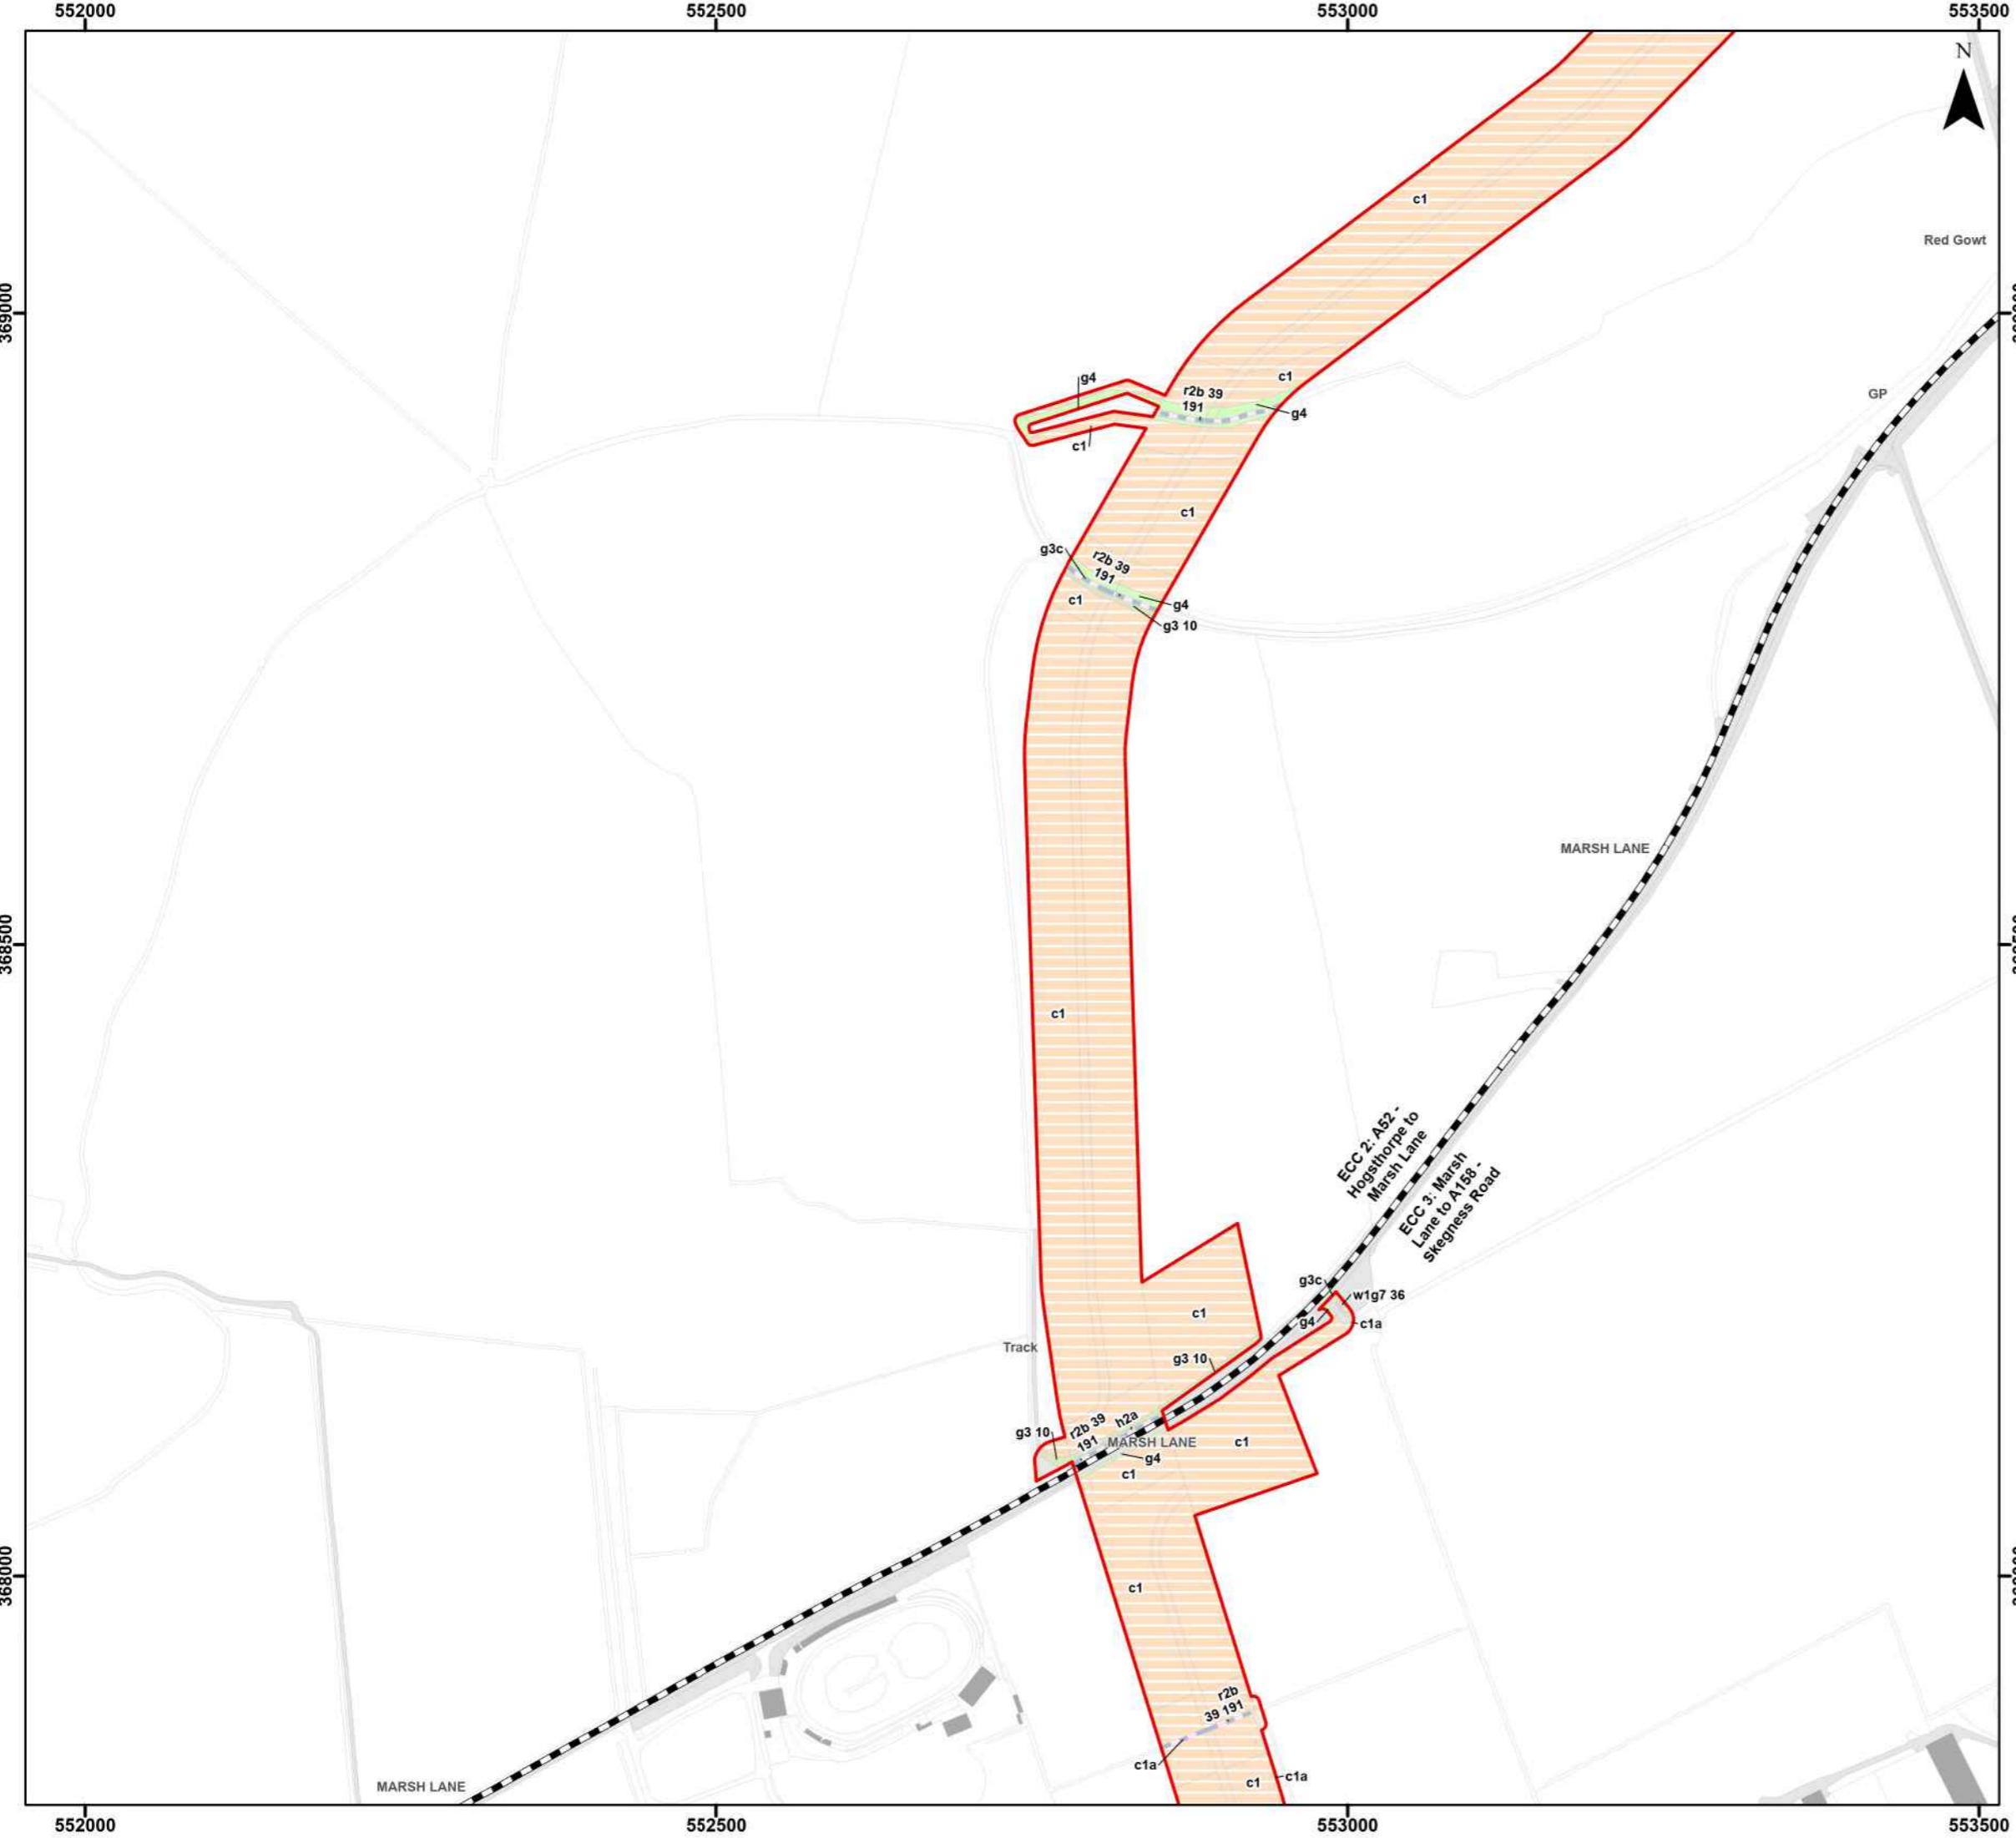 552000
552500
553000
553500
N
c1
Red Gowt
369000
g4
r2b 39
191
c1
g4
c1
GP
c1
g3c
r2b 39
191
c1
g4
g3 10
MARSH LANE
368500
c1
ECC 2: A52 -
Hogsthorpe to
Marsh Lane
ECC 3: Marsh
Lane to A158 -
Skegness Road
g3c
w1g7 36
c1
g4
c1a
Track
g3 10
g3 10
r2b 39
191
h2a
MARSH LANE
c1
g4
c1
368000
c1
r2b
39 191
c1a
c1
c1a
MARSH LANE
552000
552500
553000
553500